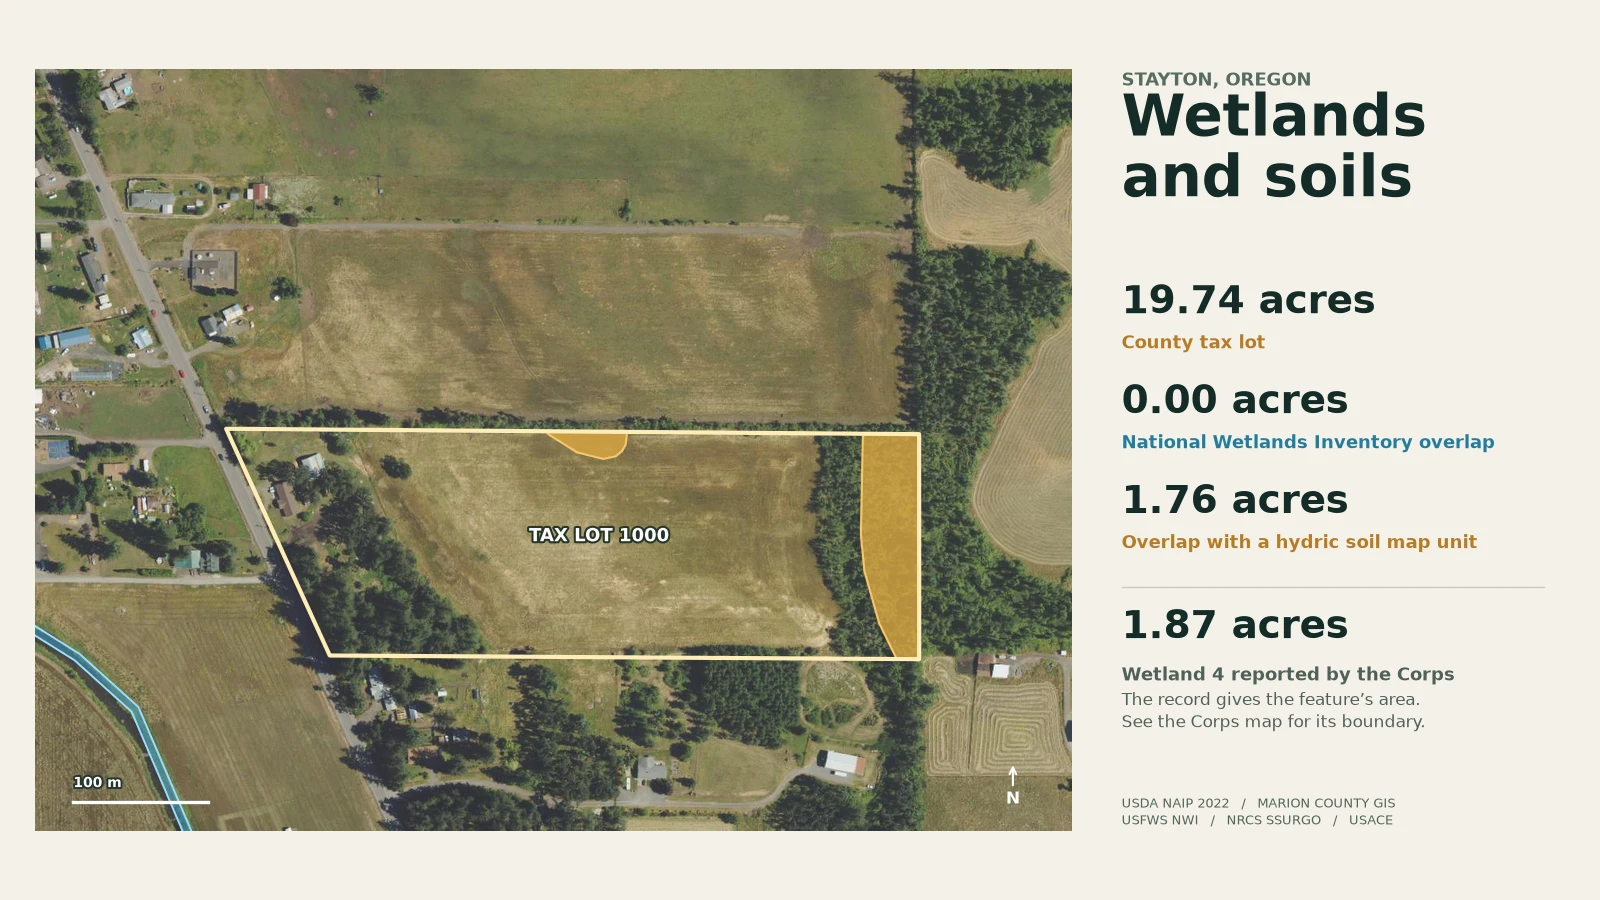 STAYTON, OREGON
Wetlands
and soils
19.74 acres
County tax lot
0.00 acres
National Wetlands Inventory overlap
1.76 acres
Overlap with a hydric soil map unit
1.87 acres
Wetland 4 reported by the Corps
The record gives the feature’s area.
See the Corps map for its boundary.
USDA NAIP 2022 / MARION COUNTY GIS
USFWS NWI / NRCS SSURGO / USACE
TAX LOT 1000
100 m
N